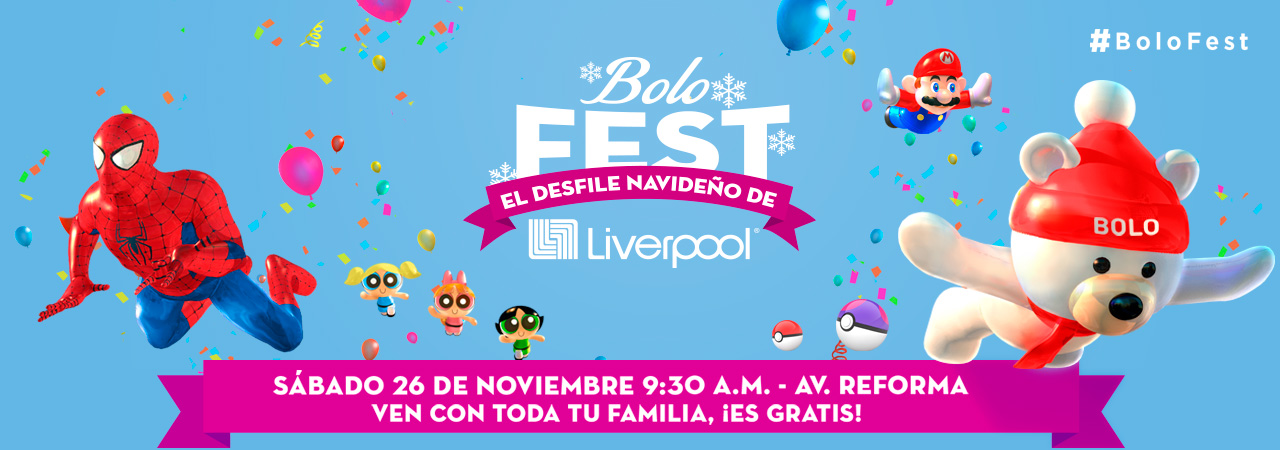 #BoloFest
Bolo
FEST
EL DESFILE NAVIDEÑO DE
Liverpool®
M
BOLO
SÁBADO 26 DE NOVIEMBRE 9:30 A.M. - AV. REFORMA
VEN CON TODA TU FAMILIA, ¡ES GRATIS!